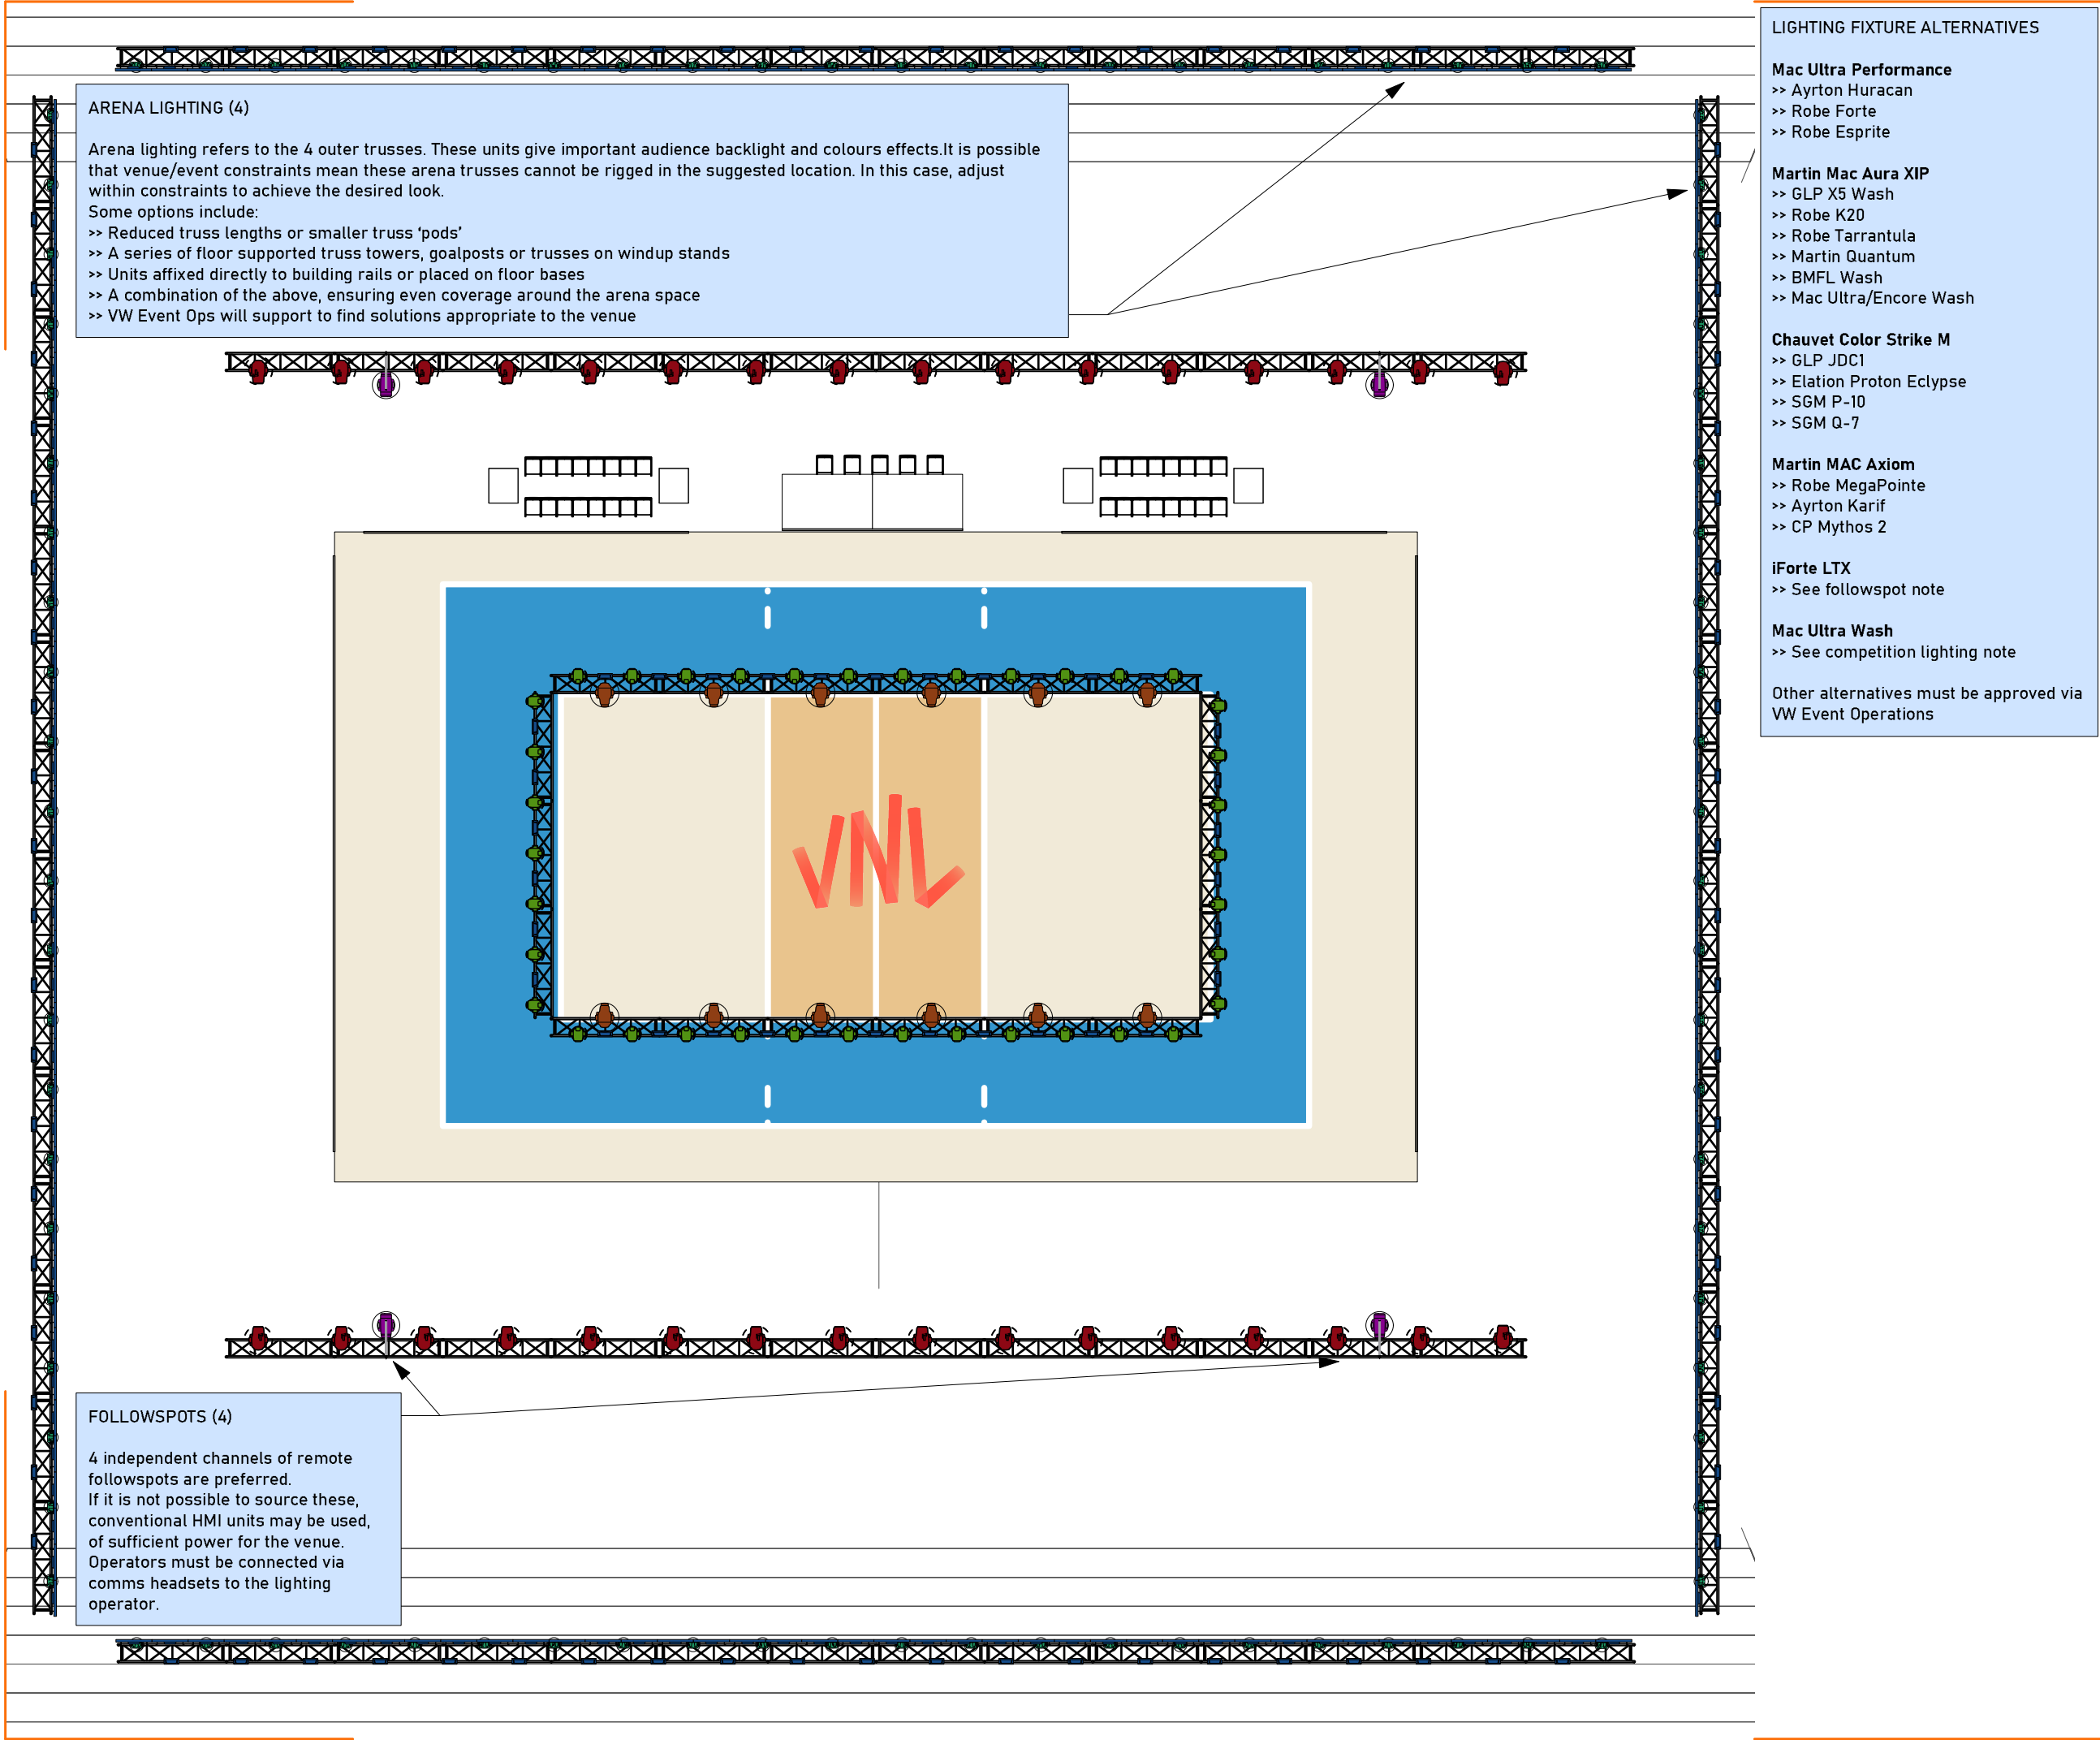 ARENA LIGHTING (4)
Arena lighting refers to the 4 outer trusses. These units give important audience backlight and colours effects.It is possible
that venue/event constraints mean these arena trusses cannot be rigged in the suggested location. In this case, adjust
within constraints to achieve the desired look.
Some options include:
>> Reduced truss lengths or smaller truss ‘pods’
>> A series of floor supported truss towers, goalposts or trusses on windup stands
>> Units affixed directly to building rails or placed on floor bases
>> A combination of the above, ensuring even coverage around the arena space
>> VW Event Ops will support to find solutions appropriate to the venue
VNL
FOLLOWSPOTS (4)
4 independent channels of remote
followspots are preferred.
If it is not possible to source these,
conventional HMI units may be used,
of sufficient power for the venue.
Operators must be connected via
comms headsets to the lighting
operator.
LIGHTING FIXTURE ALTERNATIVES
Mac Ultra Performance
>> Ayrton Huracan
>> Robe Forte
>> Robe Esprite
Martin Mac Aura XIP
>> GLP X5 Wash
>> Robe K20
>> Robe Tarrantula
>> Martin Quantum
>> BMFL Wash
>> Mac Ultra/Encore Wash
Chauvet Color Strike M
>> GLP JDC1
>> Elation Proton Eclypse
>> SGM P-10
>> SGM Q-7
Martin MAC Axiom
>> Robe MegaPointe
>> Ayrton Karif
>> CP Mythos 2
iForte LTX
>> See followspot note
Mac Ultra Wash
>> See competition lighting note
Other alternatives must be approved via
VW Event Operations